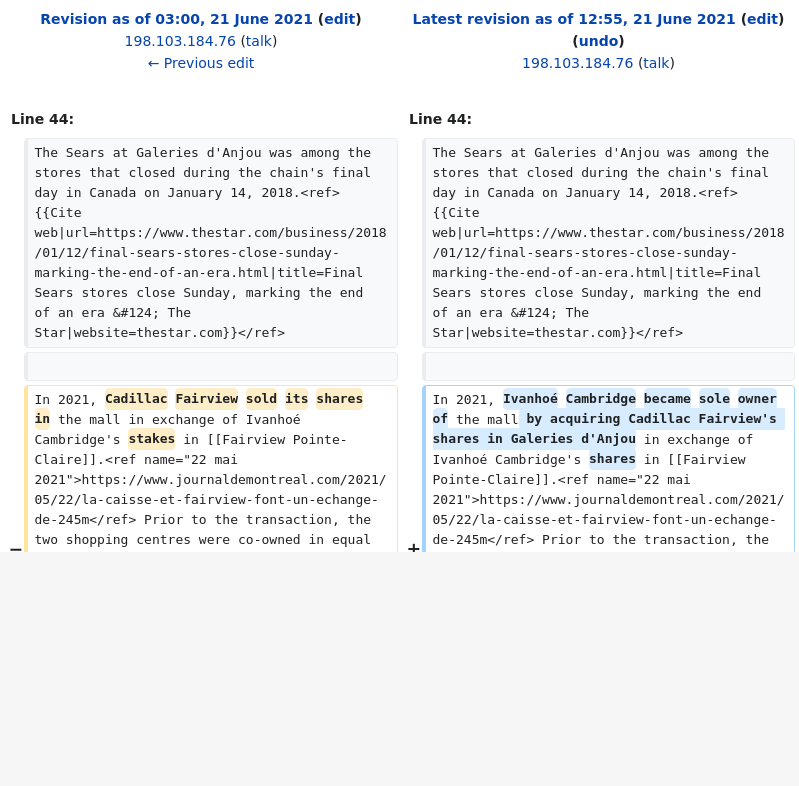 Revision as of 03:00, 21 June 2021 (edit)
198.103.184.76 (talk)
← Previous edit
Latest revision as of 12:55, 21 June 2021 (edit)
(undo)
198.103.184.76 (talk)
Line 44:
The Sears at Galeries d'Anjou was among the
stores that closed during the chain's final
day in Canada on January 14, 2018.<ref>
{{Cite
web|url=https://www.thestar.com/business/2018
/01/12/final-sears-stores-close-sunday-
marking-the-end-of-an-era.html|title=Final
Sears stores close Sunday, marking the end
of an era &#124; The
Star|website=thestar.com}}</ref>
− In 2021, Cadillac Fairview sold its shares
in the mall in exchange of Ivanhoé
Cambridge's stakes in [[Fairview Pointe-
Claire]].<ref name="22 mai
2021">https://www.journaldemontreal.com/2021/
05/22/la-caisse-et-fairview-font-un-echange-
de-245m</ref> Prior to the transaction, the
two shopping centres were co-owned in equal
Line 44:
The Sears at Galeries d'Anjou was among the
stores that closed during the chain's final
day in Canada on January 14, 2018.<ref>
{{Cite
web|url=https://www.thestar.com/business/2018
/01/12/final-sears-stores-close-sunday-
marking-the-end-of-an-era.html|title=Final
Sears stores close Sunday, marking the end
of an era &#124; The
Star|website=thestar.com}}</ref>
+ In 2021, Ivanhoé Cambridge became sole owner
of the mall by acquiring Cadillac Fairview's
shares in Galeries d'Anjou in exchange of
Ivanhoé Cambridge's shares in [[Fairview
Pointe-Claire]].<ref name="22 mai
2021">https://www.journaldemontreal.com/2021/
05/22/la-caisse-et-fairview-font-un-echange-
de-245m</ref> Prior to the transaction, the